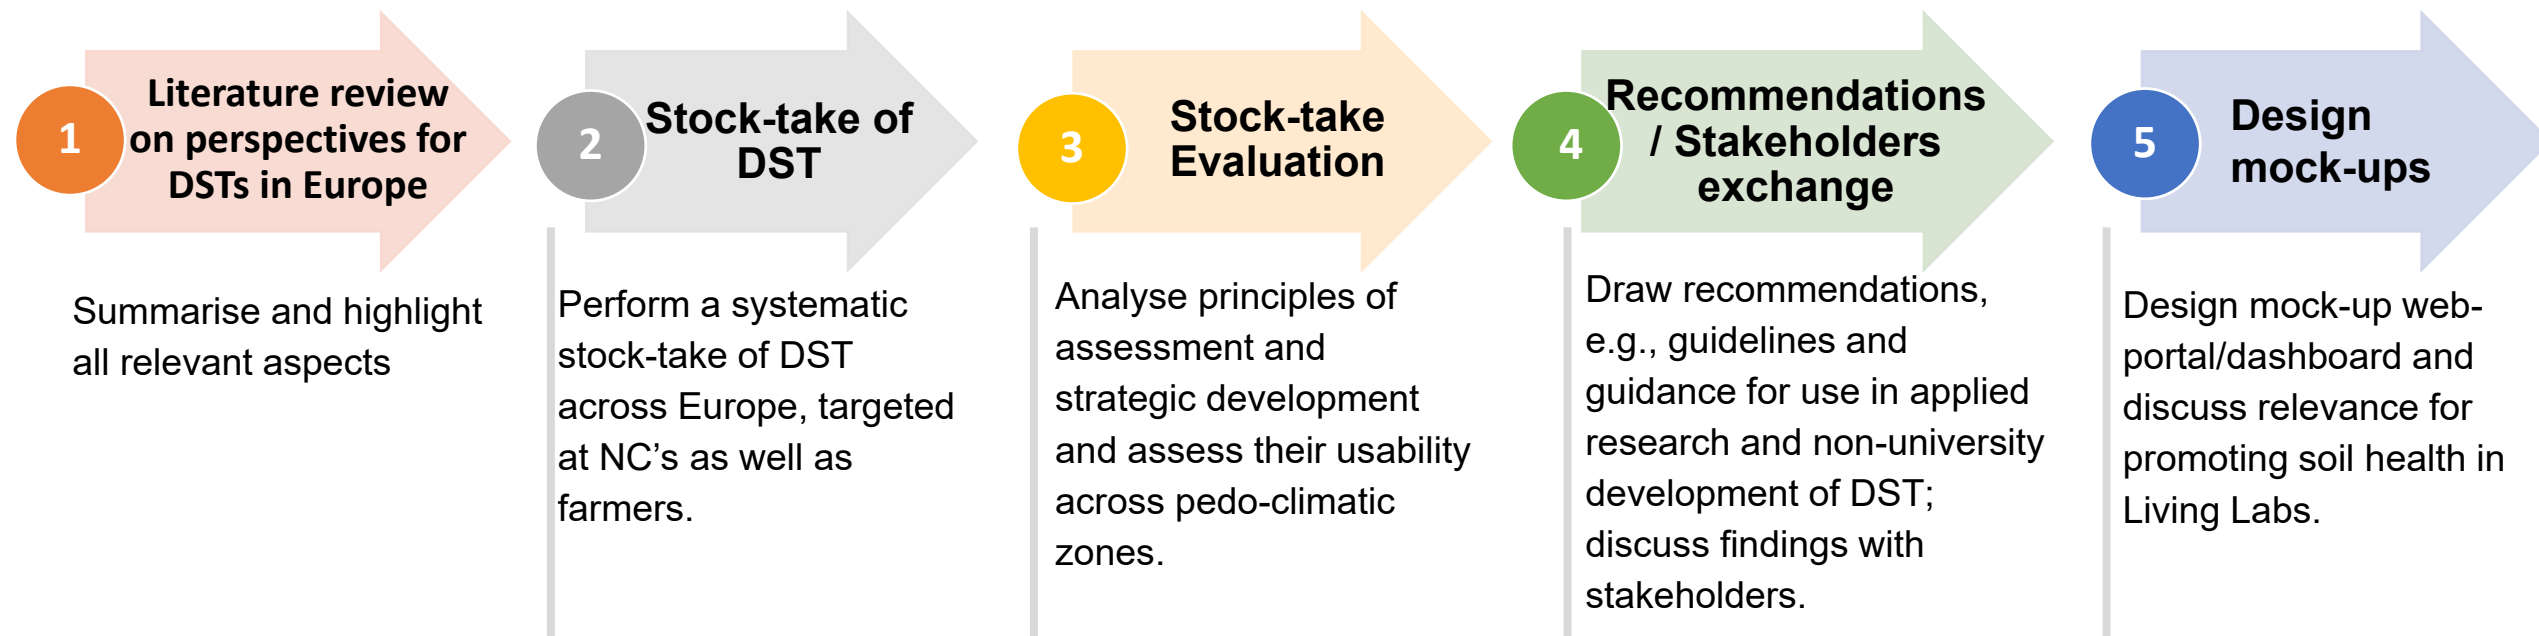 1
Literature review
on perspectives for
DSTs in Europe
Summarise and highlight
all relevant aspects
2
Stock-take of
DST
Perform a systematic
stock-take of DST
across Europe, targeted
at NC’s as well as
farmers.
3
Stock-take
Evaluation
Analyse principles of
assessment and
strategic development
and assess their usability
across pedo-climatic
zones.
4
Recommendations
/ Stakeholders
exchange
Draw recommendations,
e.g., guidelines and
guidance for use in applied
research and non-university
development of DST;
discuss findings with
stakeholders.
5
Design
mock-ups
Design mock-up web-
portal/dashboard and
discuss relevance for
promoting soil health in
Living Labs.